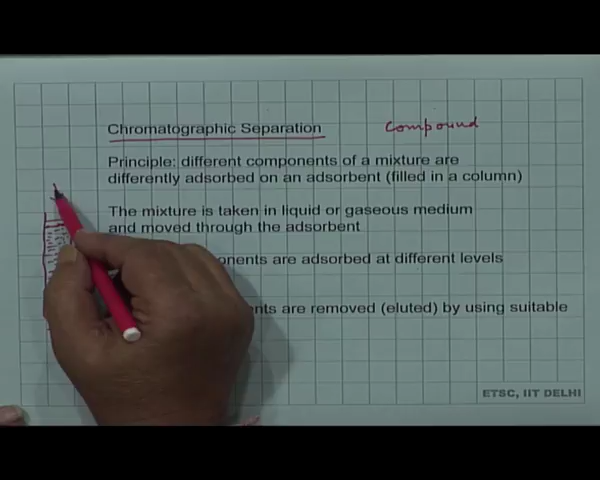 Chromatographic Separation compound
Principle: different components of a mixture are
differently adsorbed on an adsorbent (filled in a column)
The mixture is taken in liquid or gaseous medium
and moved through the adsorbent
are adsorbed at different levels
are removed (eluted) by using suitable
ETSC, IIT DELHI